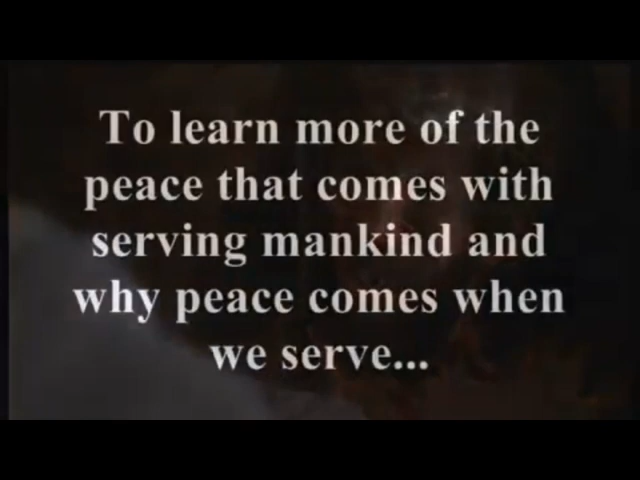 To learn more of the
peace that comes with
serving mankind and
why peace comes when
we serve...